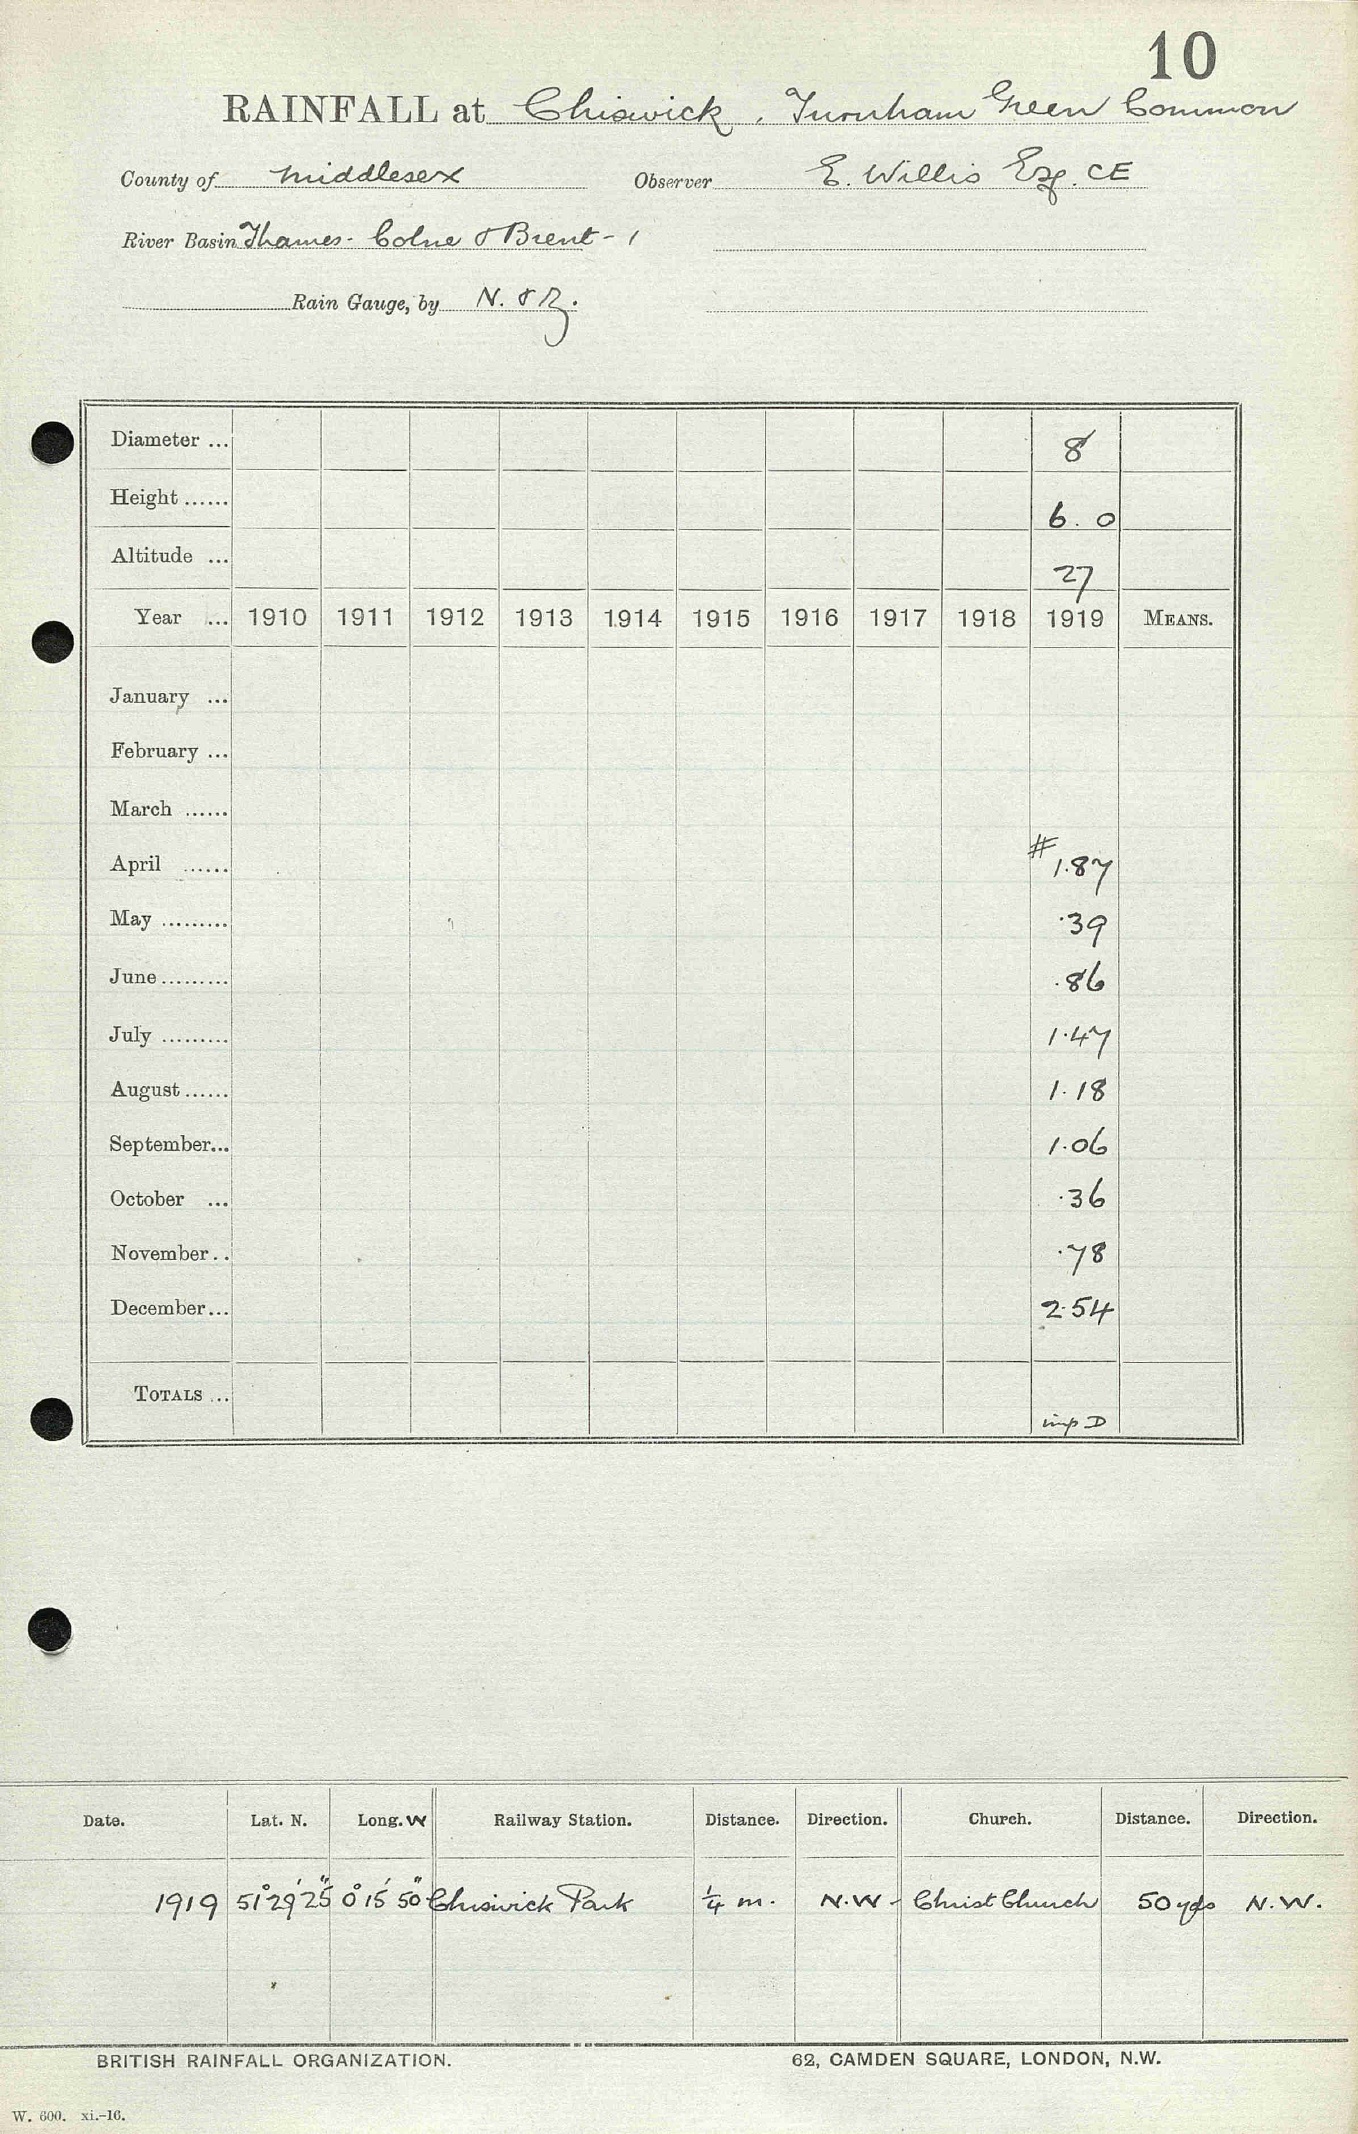 10
RAINFALL at Chiswick, Turnham Green Common
County of Middlesex Observer E. Willis Esq. CE
River Basin Thames - Colne & Brent - 1
Rain Gauge, by N. & Z.
Diameter ... 8
Height ...... 6. 0
Altitude ... 27
Year ... 1910 1911 1912 1913 1914 1915 1916 1917 1918 1919 MEANS.
January ...
February ...
March ......
April ...... # 1.87
May ......... .39
June ......... .86
July ......... 1.47
August ...... 1.18
September... 1.06
October ... .36
November.. .78
December... 2.54
TOTALS ... imp D
Date. Lat. N. Long. W Railway Station. Distance. Direction. Church. Distance. Direction.
1919 51° 29' 25" 0° 15' 50" Chiswick Park ¼ m. N.W - Christ Church 50 yds N.W.
BRITISH RAINFALL ORGANIZATION. 62, CAMDEN SQUARE, LONDON, N.W.
W. 600. xi.-16.